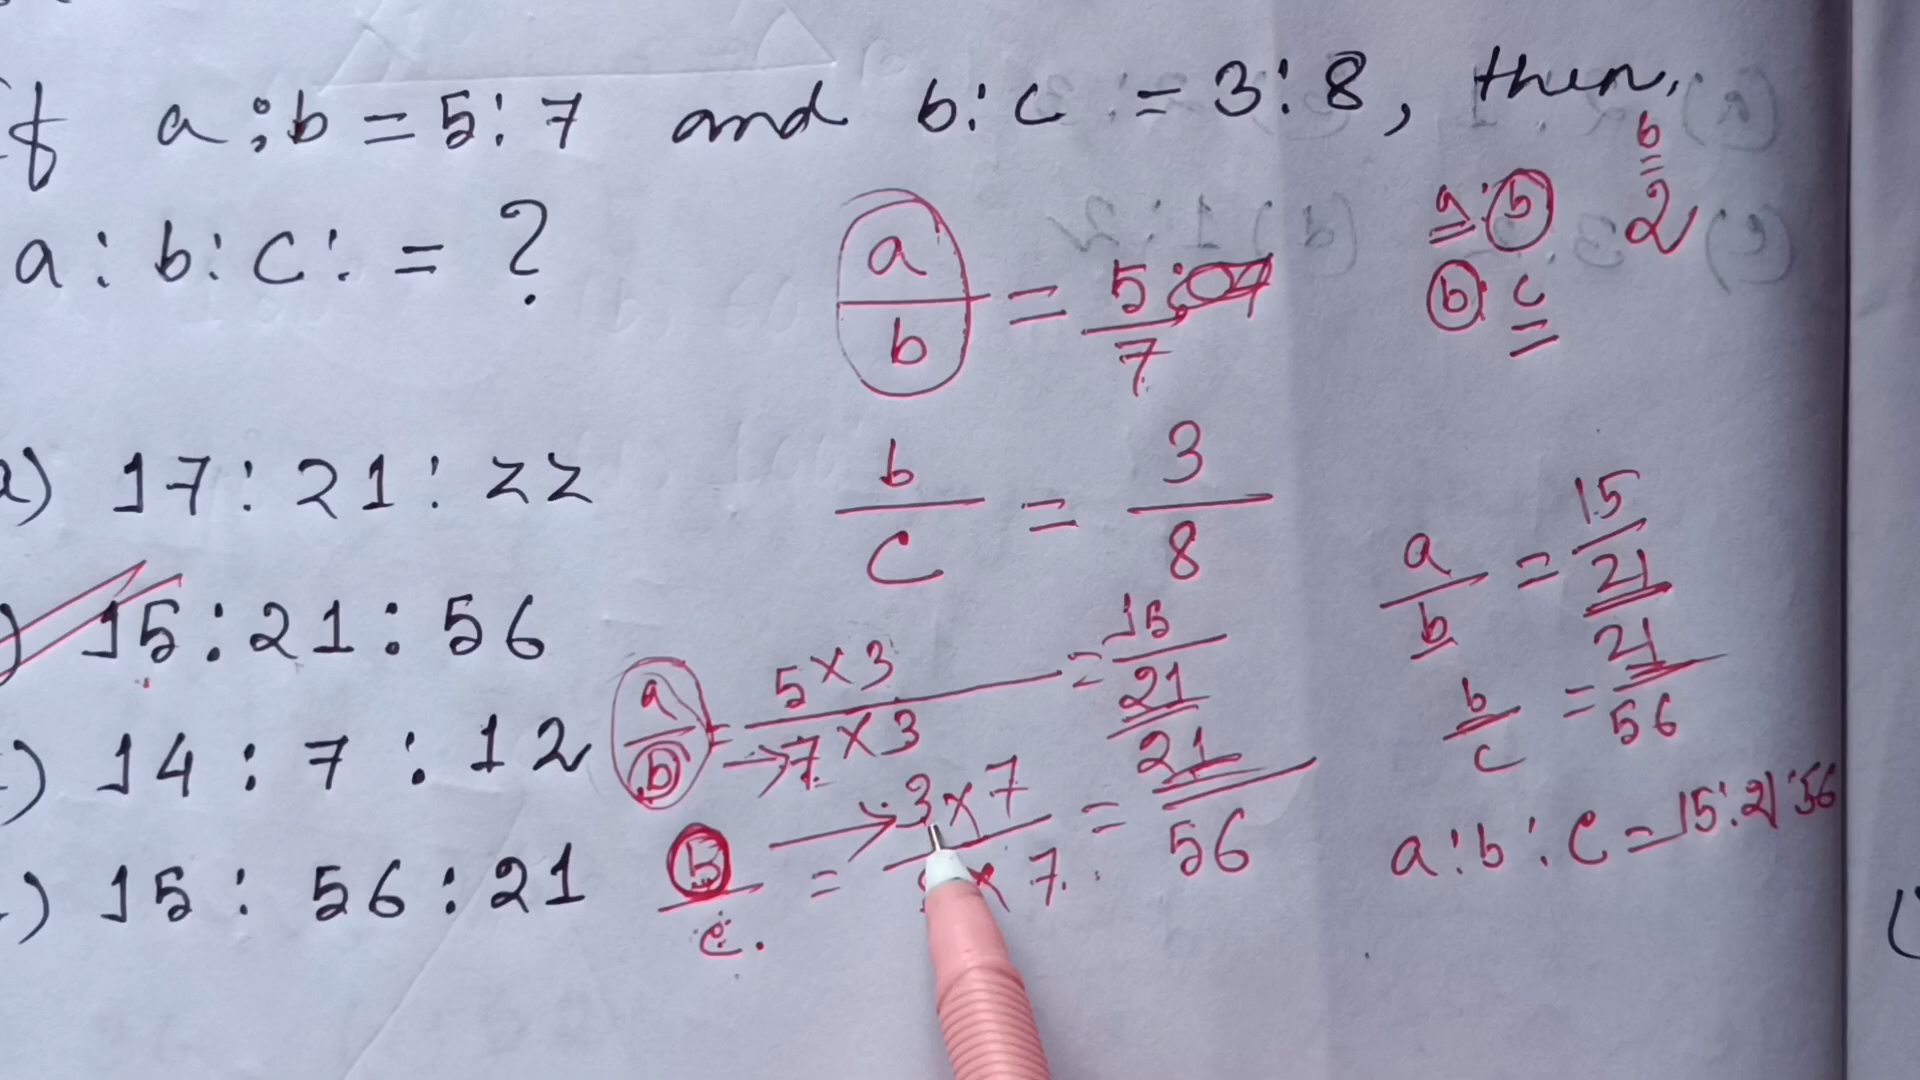 If a:b = 5:7 and b:c = 3:8, then,
a:b:c: = ?
a) 17:21:22
) 15:21:56
) 14:7:12
) 15:56:21
a/b = 5/7
b/c = 3/8
a:b
b:c
b = 2
a/b = 5×3/7×3 = 15/21
b/c = 3×7/8×7 = 21/56
a/b = 15/21
b/c = 21/56
a:b:c = 15:21:56